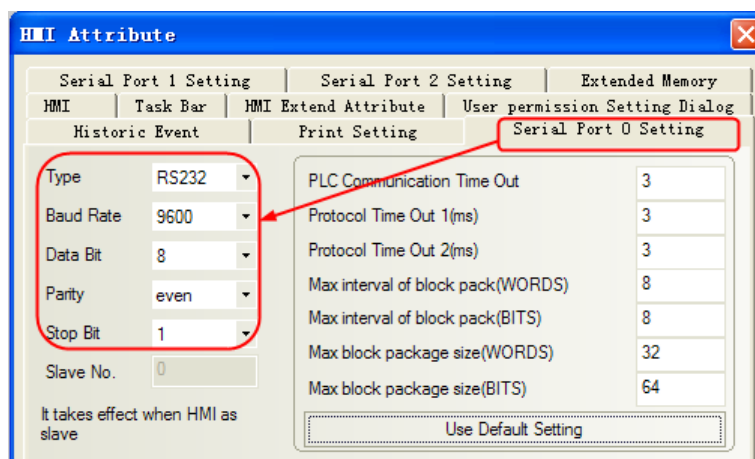 HMI Attribute
Serial Port 1 Setting Serial Port 2 Setting Extended Memory
HMI Task Bar HMI Extend Attribute User permission Setting Dialog
Historic Event Print Setting Serial Port 0 Setting
Type RS232 PLC Communication Time Out 3
Baud Rate 9600 Protocol Time Out 1(ms) 3
Data Bit 8 Protocol Time Out 2(ms) 3
Parity even Max interval of block pack(WORDS) 8
Stop Bit 1 Max interval of block pack(BITS) 8
Slave No. 0 Max block package size(WORDS) 32
Max block package size(BITS) 64
It takes effect when HMI as
slave
Use Default Setting